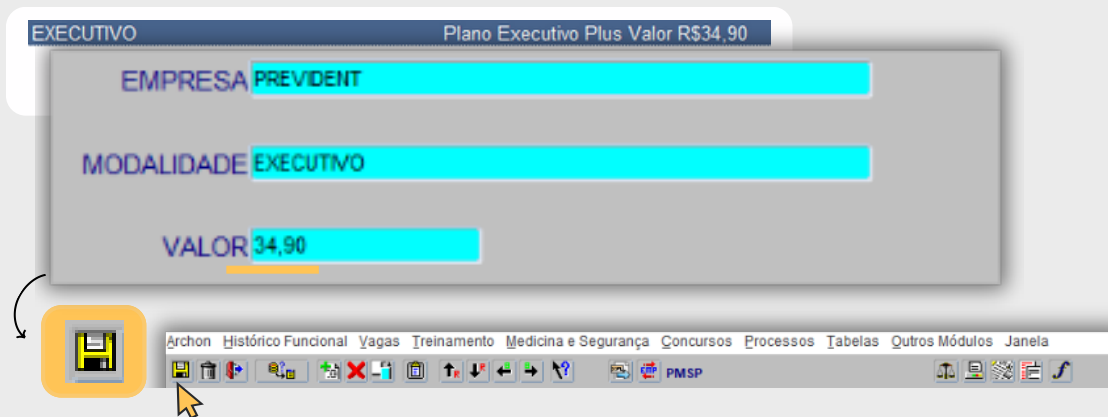 EXECUTIVO Plano Executivo Plus Valor R$34,90
EMPRESA PREVIDENT
MODALIDADE EXECUTIVO
VALOR 34,90
Archon Histórico Funcional Vagas Treinamento Medicina e Segurança Concursos Processos Tabelas Outros Módulos Janela
PMSP